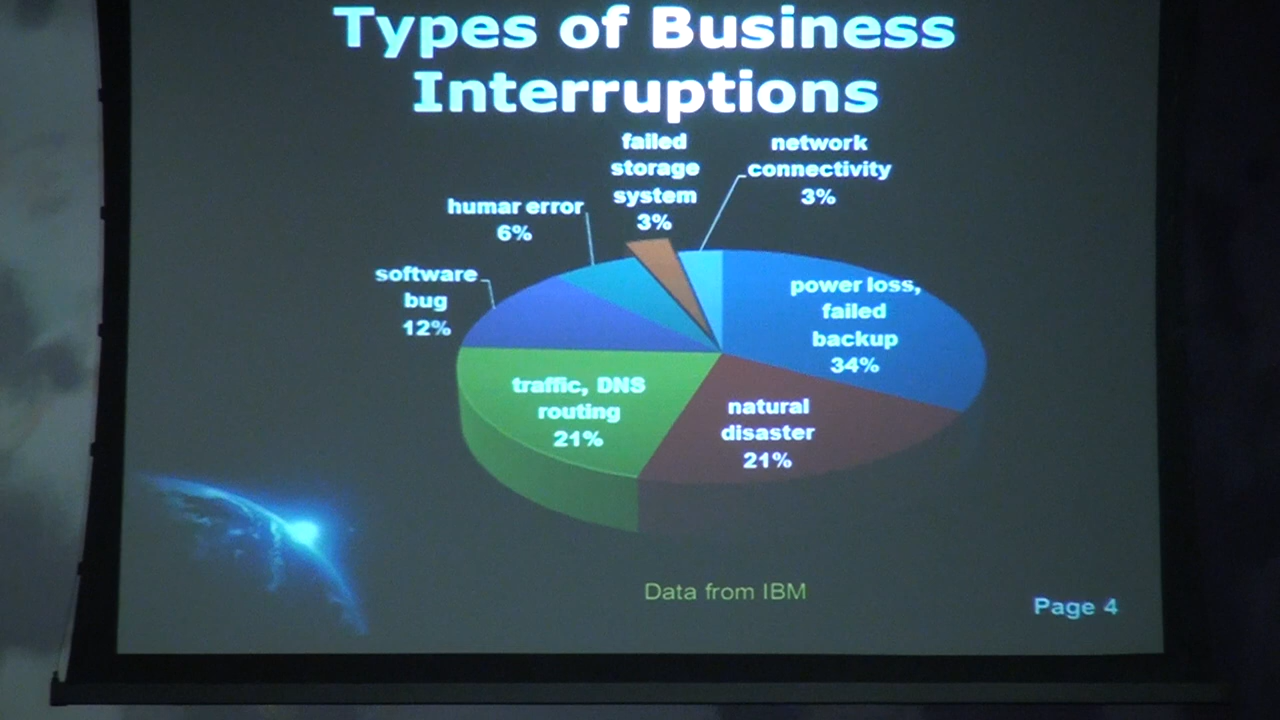 Types of Business
Interruptions
failed
storage
system
3%
network
connectivity
3%
human error
6%
software
bug
12%
power loss,
failed
backup
34%
traffic, DNS
routing
21%
natural
disaster
21%
Data from IBM
Page 4